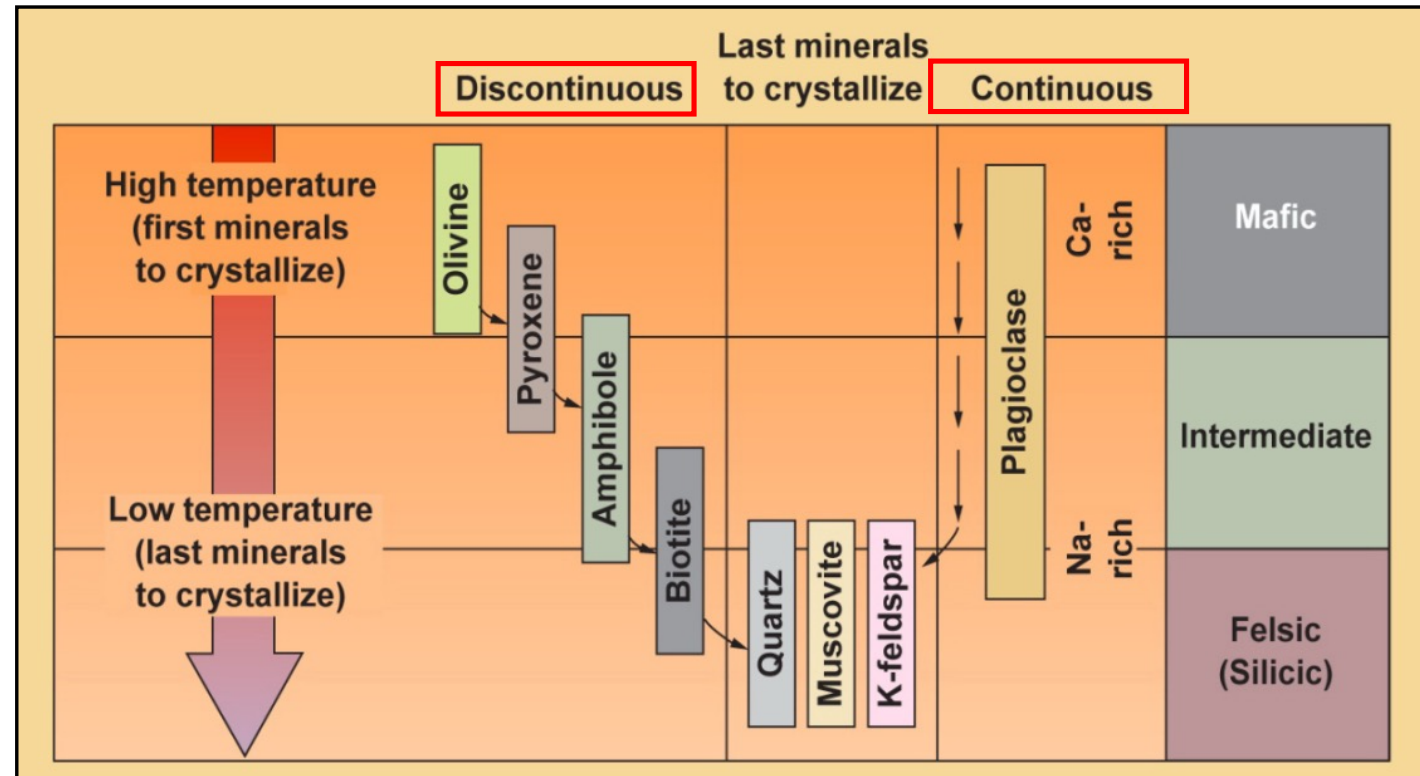 Discontinuous
Last minerals
to crystallize
Continuous
High temperature
(first minerals
to crystallize)
Low temperature
(last minerals
to crystallize)
Olivine
Pyroxene
Amphibole
Biotite
Quartz
Muscovite
K-feldspar
Plagioclase
Ca-
rich
Na-
rich
Mafic
Intermediate
Felsic
(Silicic)